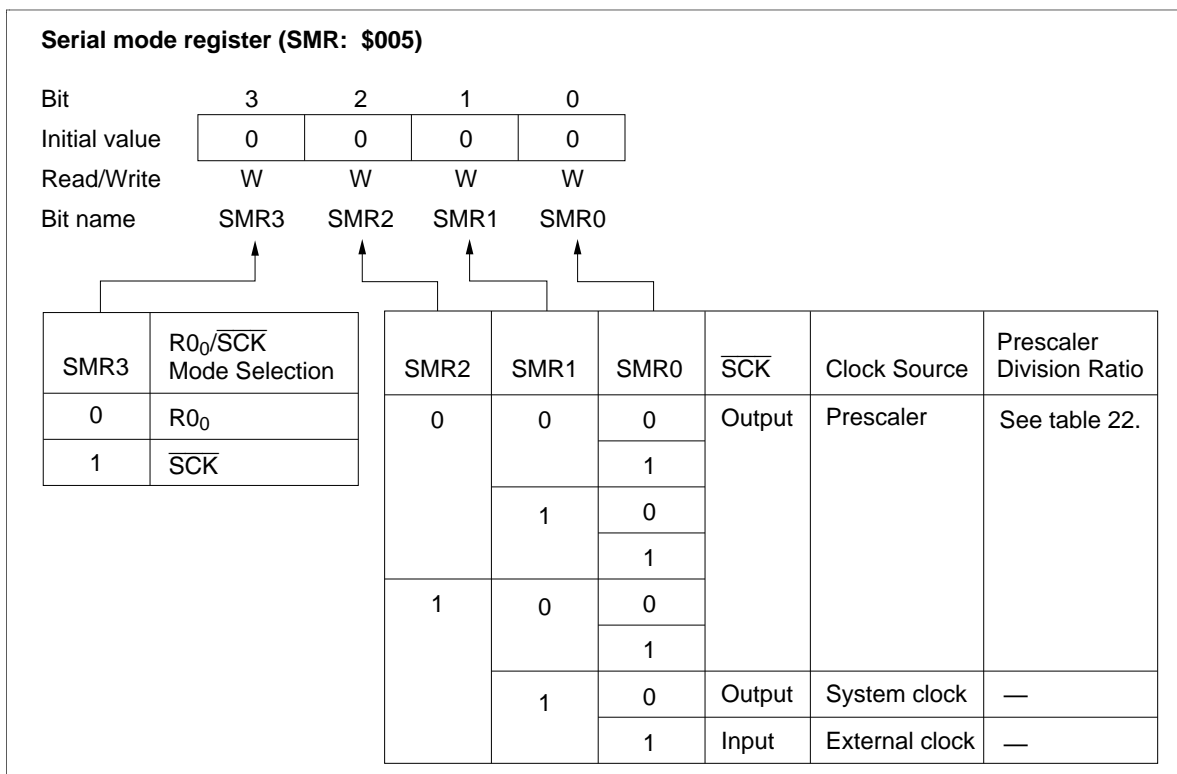 Serial mode register (SMR: $005)
Bit 3 2 1 0
Initial value 0 0 0 0
Read/Write W W W W
Bit name SMR3 SMR2 SMR1 SMR0
SMR3 R0₀/S̅C̅K̅ Mode Selection
0 R0₀
1 S̅C̅K̅
SMR2 SMR1 SMR0 S̅C̅K̅ Clock Source Prescaler Division Ratio
0 0 0 Output Prescaler See table 22.
1
1 0
1
1 0 0
1
1 0 Output System clock —
1 Input External clock —